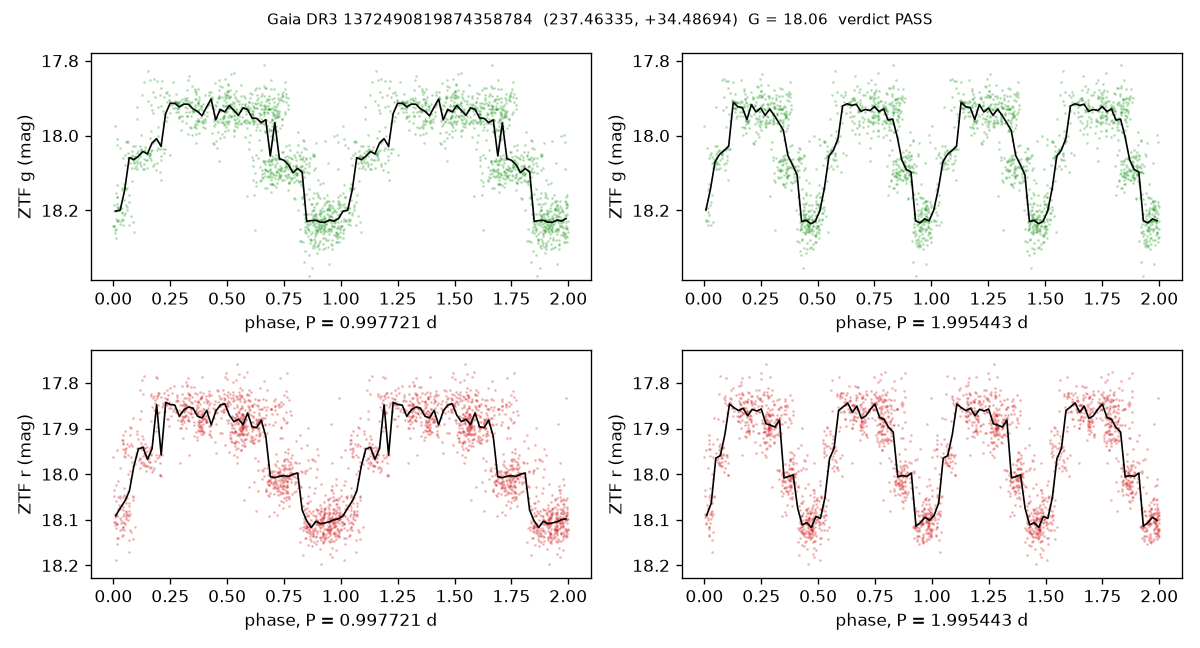 Gaia DR3 1372490819874358784 (237.46335, +34.48694) G = 18.06 verdict PASS
ZTF g (mag)
17.8
18.0
18.2
0.00 0.25 0.50 0.75 1.00 1.25 1.50 1.75 2.00
phase, P = 0.997721 d
ZTF g (mag)
17.8
18.0
18.2
0.00 0.25 0.50 0.75 1.00 1.25 1.50 1.75 2.00
phase, P = 1.995443 d
ZTF r (mag)
17.8
17.9
18.0
18.1
18.2
0.00 0.25 0.50 0.75 1.00 1.25 1.50 1.75 2.00
phase, P = 0.997721 d
ZTF r (mag)
17.8
17.9
18.0
18.1
18.2
0.00 0.25 0.50 0.75 1.00 1.25 1.50 1.75 2.00
phase, P = 1.995443 d